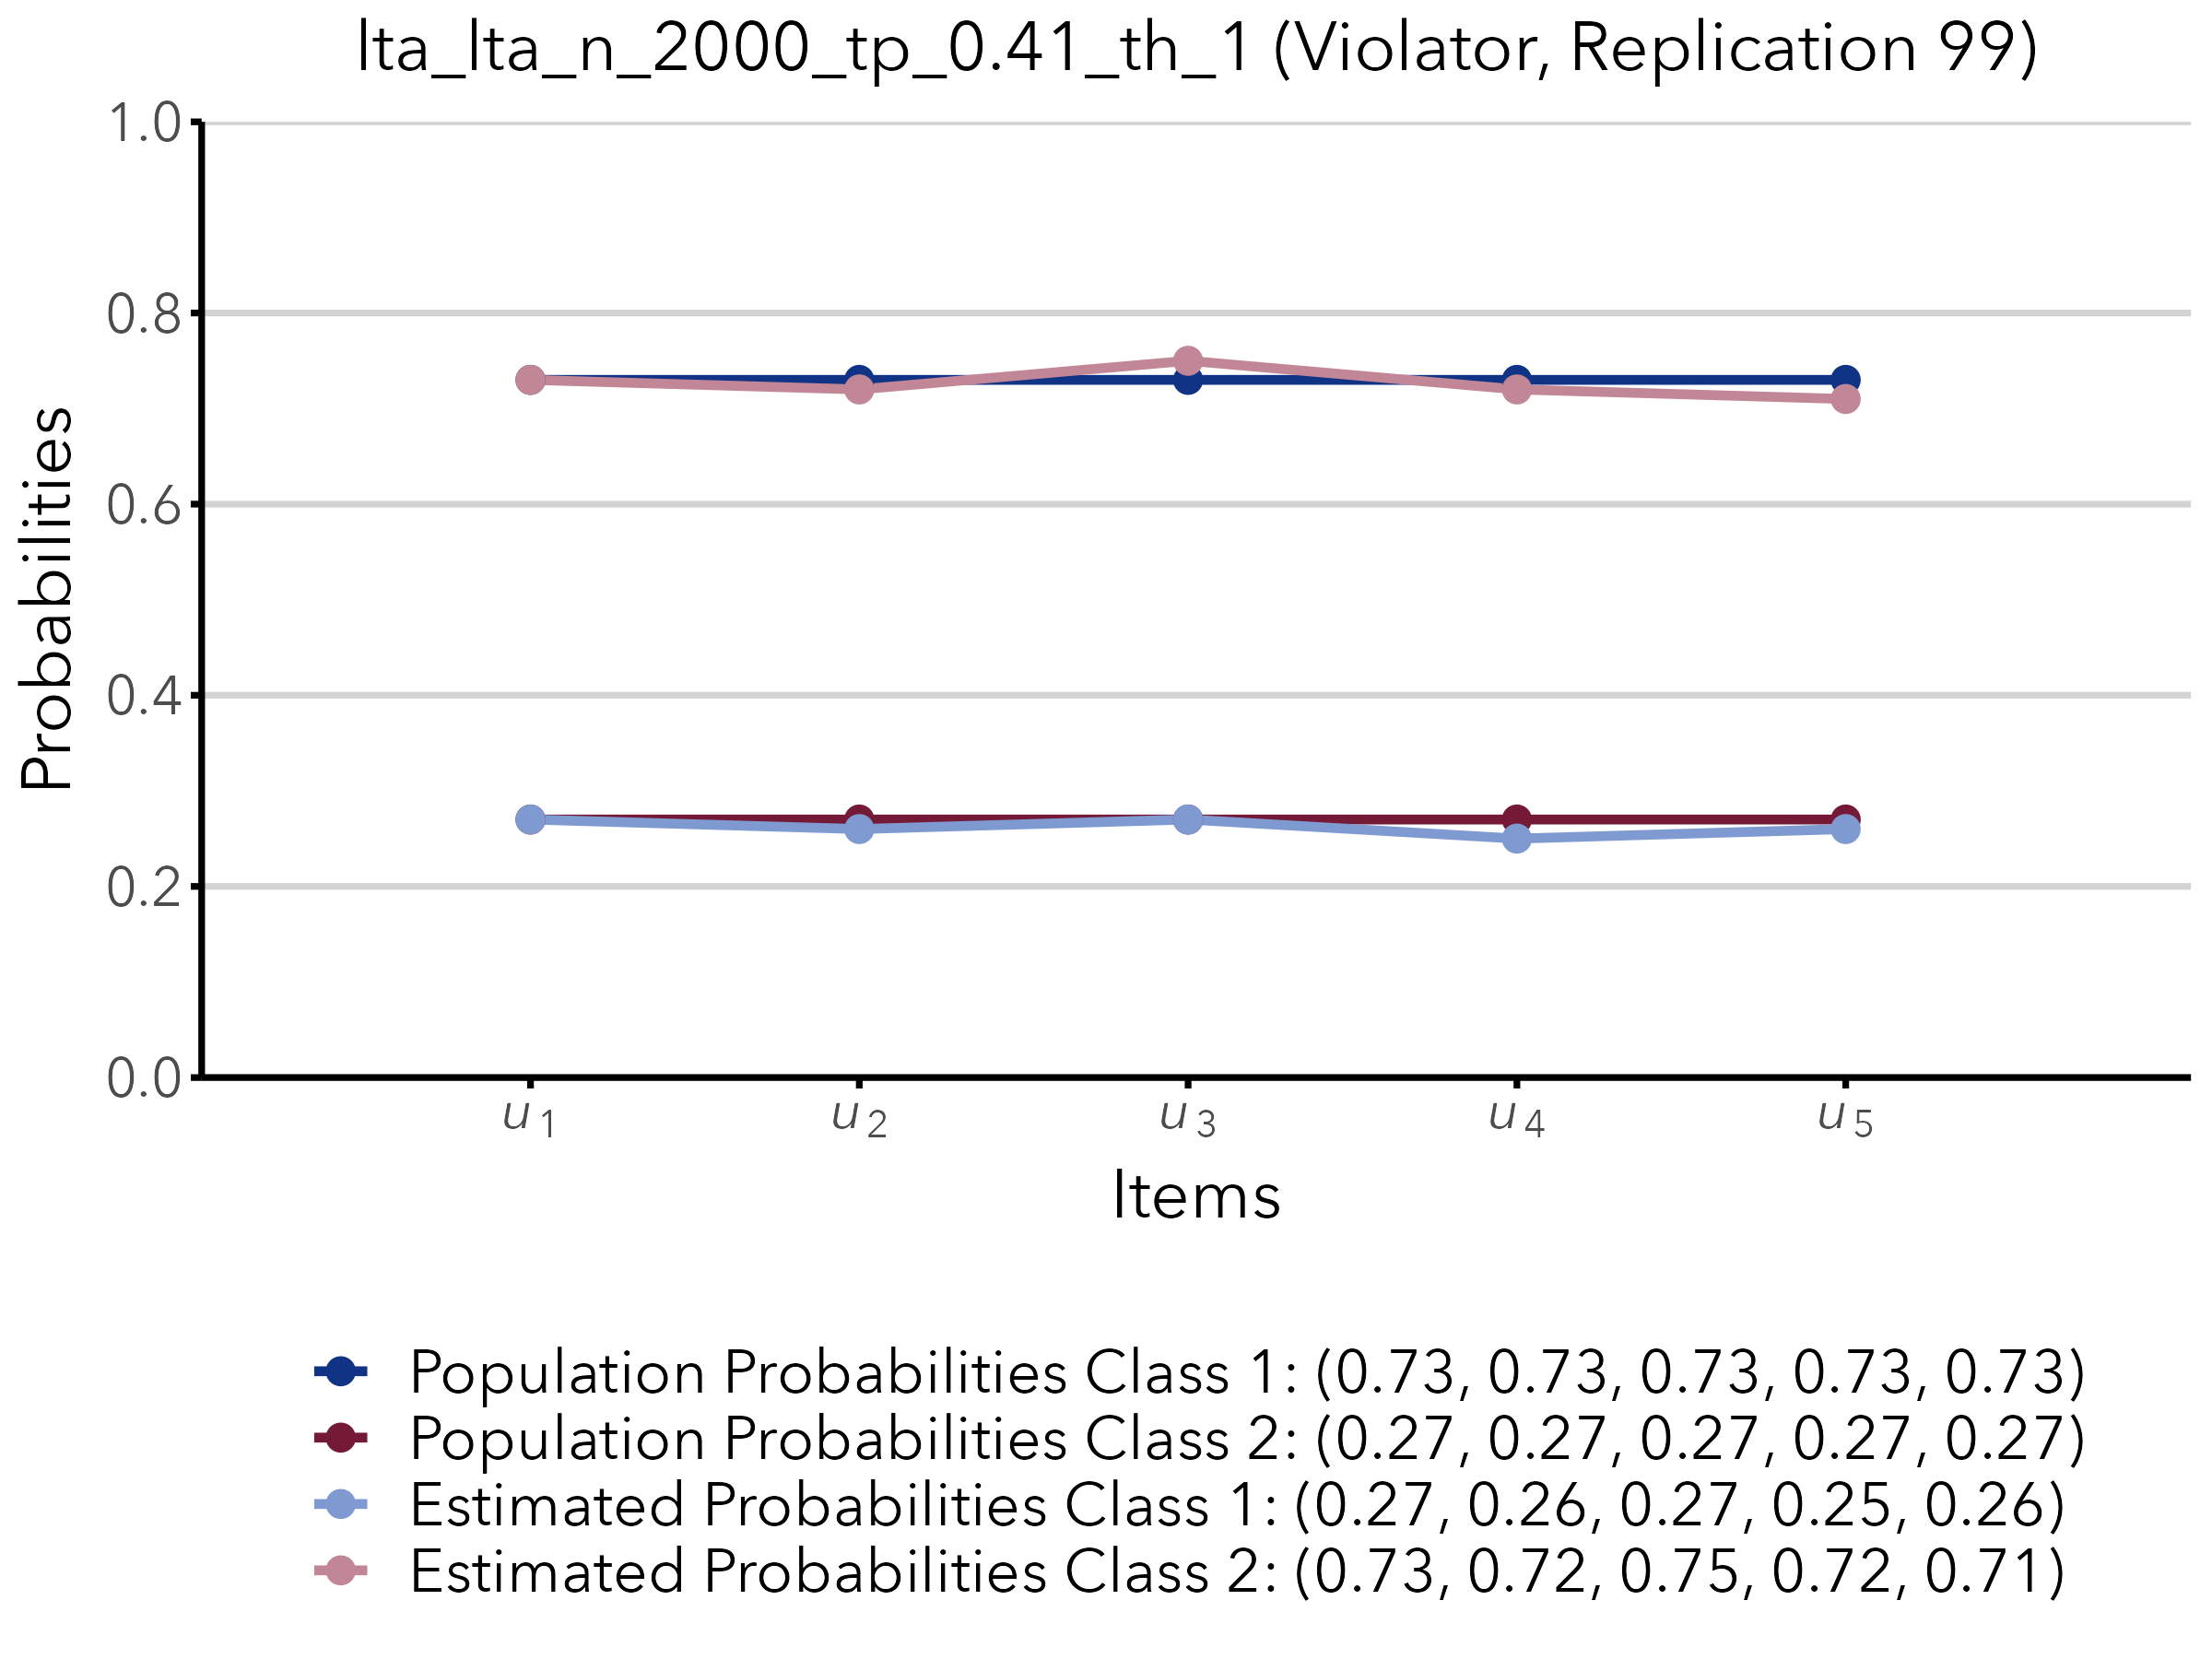 lta_lta_n_2000_tp_0.41_th_1 (Violator, Replication 99)
1.0
0.8
0.6
0.4
0.2
0.0
Probabilities
u1 u2 u3 u4 u5
Items
Population Probabilities Class 1: (0.73, 0.73, 0.73, 0.73, 0.73)
Population Probabilities Class 2: (0.27, 0.27, 0.27, 0.27, 0.27)
Estimated Probabilities Class 1: (0.27, 0.26, 0.27, 0.25, 0.26)
Estimated Probabilities Class 2: (0.73, 0.72, 0.75, 0.72, 0.71)